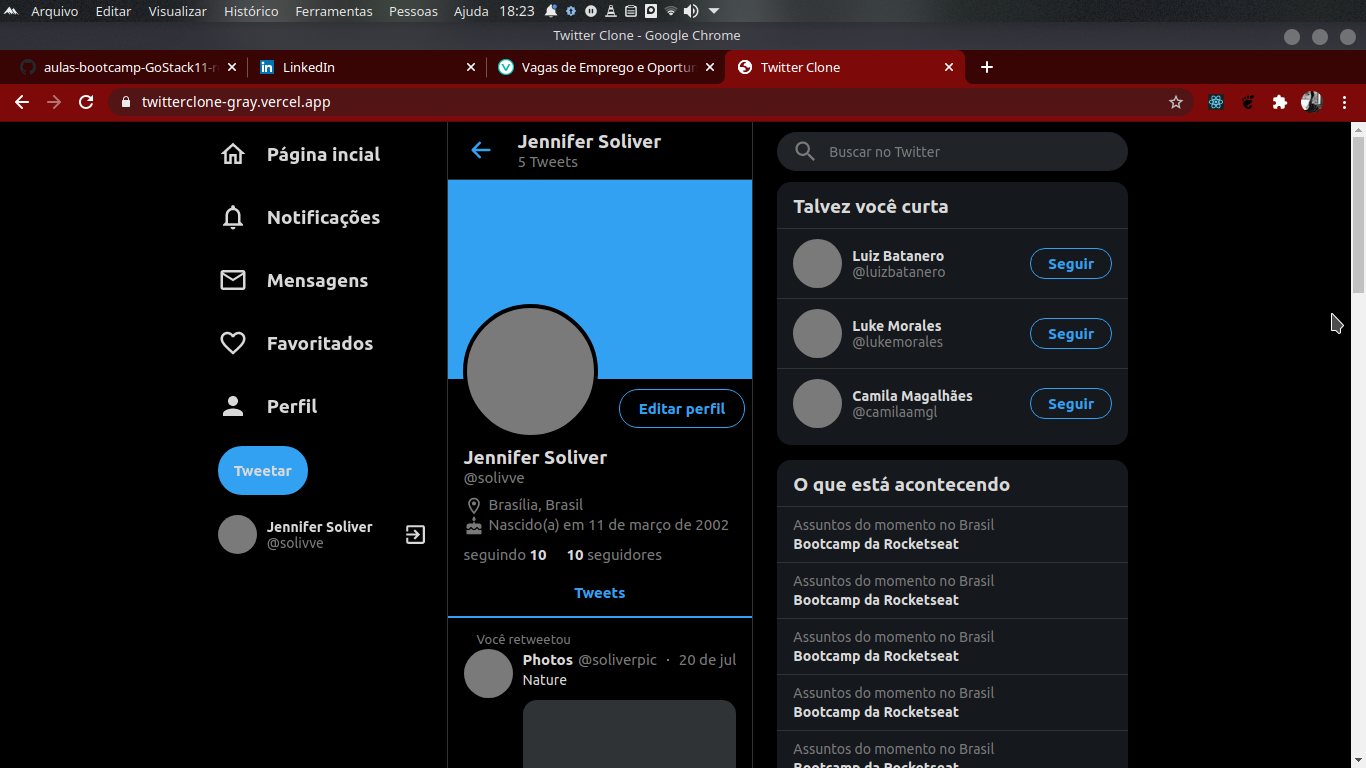 Arquivo Editar Visualizar Histórico Ferramentas Pessoas Ajuda 18:23
Twitter Clone - Google Chrome
aulas-bootcamp-GoStack11-r LinkedIn Vagas de Emprego e Oportur Twitter Clone
twitterclone-gray.vercel.app
Página incial
Notificações
Mensagens
Favoritados
Perfil
Tweetar
Jennifer Soliver
@solivve
Jennifer Soliver
5 Tweets
Editar perfil
Jennifer Soliver
@solivve
Brasília, Brasil
Nascido(a) em 11 de março de 2002
seguindo 10 10 seguidores
Tweets
Você retweetou
Photos @soliverpic · 20 de jul
Nature
Buscar no Twitter
Talvez você curta
Luiz Batanero
@luizbatanero
Seguir
Luke Morales
@lukemorales
Seguir
Camila Magalhães
@camilaamgl
Seguir
O que está acontecendo
Assuntos do momento no Brasil
Bootcamp da Rocketseat
Assuntos do momento no Brasil
Bootcamp da Rocketseat
Assuntos do momento no Brasil
Bootcamp da Rocketseat
Assuntos do momento no Brasil
Bootcamp da Rocketseat
Assuntos do momento no Brasil
Bootcamp da Rocketseat